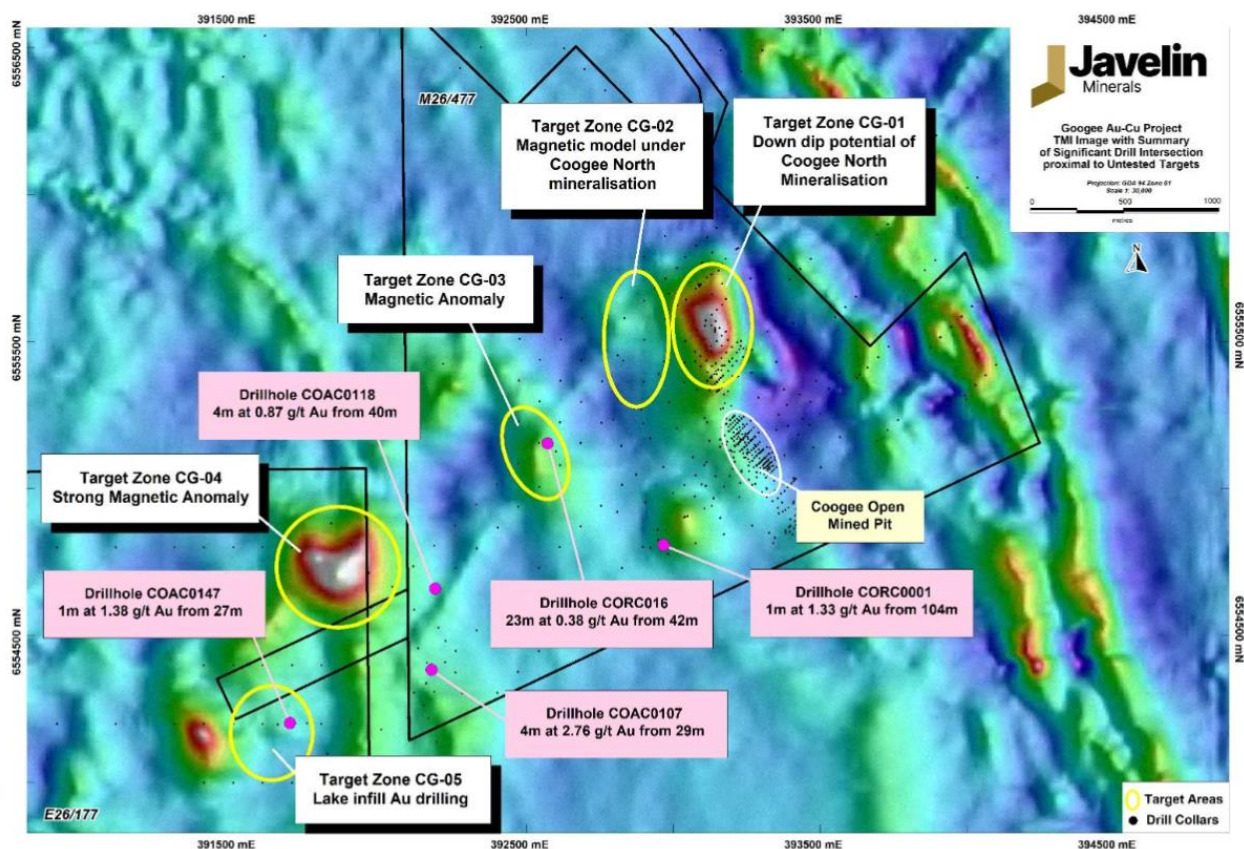 391500 mE
392500 mE
393500 mE
394500 mE
6556500 mN
6555500 mN
6554500 mN
6555500 mN
6554500 mN
M26/477
Javelin
Minerals
Googee Au-Cu Project
TMI Image with Summary
of Significant Drill Intersection
proximal to Untested Targets
Projection: GDA 94 Zone 51
Scale 1: 30,000
0
500
1000
METRES
N
Target Zone CG-02
Magnetic model under
Coogee North
mineralisation
Target Zone CG-01
Down dip potential of
Coogee North
Mineralisation
Target Zone CG-03
Magnetic Anomaly
Drillhole COAC0118
4m at 0.87 g/t Au from 40m
Target Zone CG-04
Strong Magnetic Anomaly
Coogee Open
Mined Pit
Drillhole COAC0147
1m at 1.38 g/t Au from 27m
Drillhole CORC016
23m at 0.38 g/t Au from 42m
Drillhole CORC0001
1m at 1.33 g/t Au from 104m
Drillhole COAC0107
4m at 2.76 g/t Au from 29m
Target Zone CG-05
Lake infill Au drilling
E26/177
Target Areas
Drill Collars
391500 mE
392500 mE
393500 mE
394500 mE